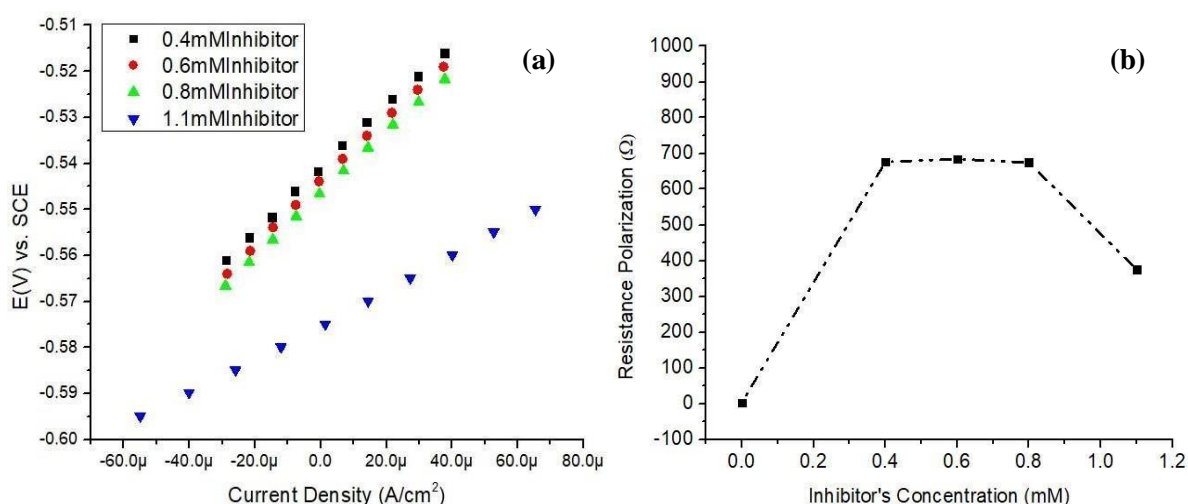 (a)
0.4mMInhibitor
0.6mMInhibitor
0.8mMInhibitor
1.1mMInhibitor
-0.51
-0.52
-0.53
-0.54
-0.55
-0.56
-0.57
-0.58
-0.59
-0.60
E(V) vs. SCE
-60.0µ -40.0µ -20.0µ 0.0 20.0µ 40.0µ 60.0µ 80.0µ
Current Density (A/cm²)
(b)
1000
900
800
700
600
500
400
300
200
100
0
-100
Resistance Polarization (Ω)
0.0 0.2 0.4 0.6 0.8 1.0 1.2
Inhibitor's Concentration (mM)